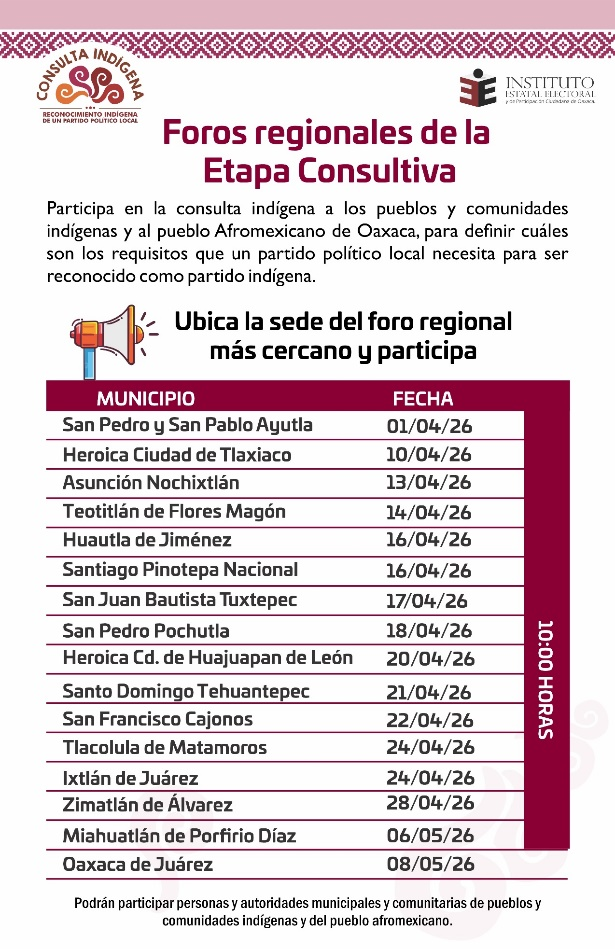 CONSULTA INDÍGENA
RECONOCIMIENTO INDÍGENA
DE UN PARTIDO POLÍTICO LOCAL
INSTITUTO
ESTATAL ELECTORAL
y de Participación Ciudadana de Oaxaca.
Foros regionales de la
Etapa Consultiva
Participa en la consulta indígena a los pueblos y comunidades
indígenas y al pueblo Afromexicano de Oaxaca, para definir cuáles
son los requisitos que un partido político local necesita para ser
reconocido como partido indígena.
Ubica la sede del foro regional
más cercano y participa
MUNICIPIO FECHA
San Pedro y San Pablo Ayutla 01/04/26
Heroica Ciudad de Tlaxiaco 10/04/26
Asunción Nochixtlán 13/04/26
Teotitlán de Flores Magón 14/04/26
Huautla de Jiménez 16/04/26
Santiago Pinotepa Nacional 16/04/26
San Juan Bautista Tuxtepec 17/04/26
San Pedro Pochutla 18/04/26
Heroica Cd. de Huajuapan de León 20/04/26
Santo Domingo Tehuantepec 21/04/26
San Francisco Cajonos 22/04/26
Tlacolula de Matamoros 24/04/26
Ixtlán de Juárez 24/04/26
Zimatlán de Álvarez 28/04/26
Miahuatlán de Porfirio Díaz 06/05/26
Oaxaca de Juárez 08/05/26
10:00 HORAS
Podrán participar personas y autoridades municipales y comunitarias de pueblos y
comunidades indígenas y del pueblo afromexicano.